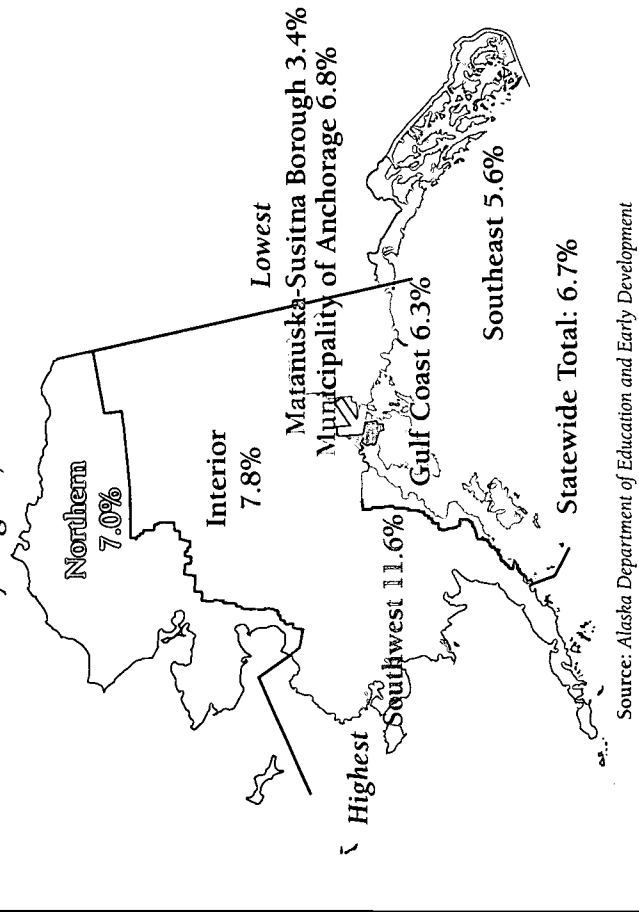 Northern
7.0%
Interior
7.8%
Lowest
Matanuska-Susitna Borough 3.4%
Municipality of Anchorage 6.8%
Gulf Coast 6.3%
Southeast 5.6%
Highest
Southwest 11.6%
Statewide Total: 6.7%
Source: Alaska Department of Education and Early Development